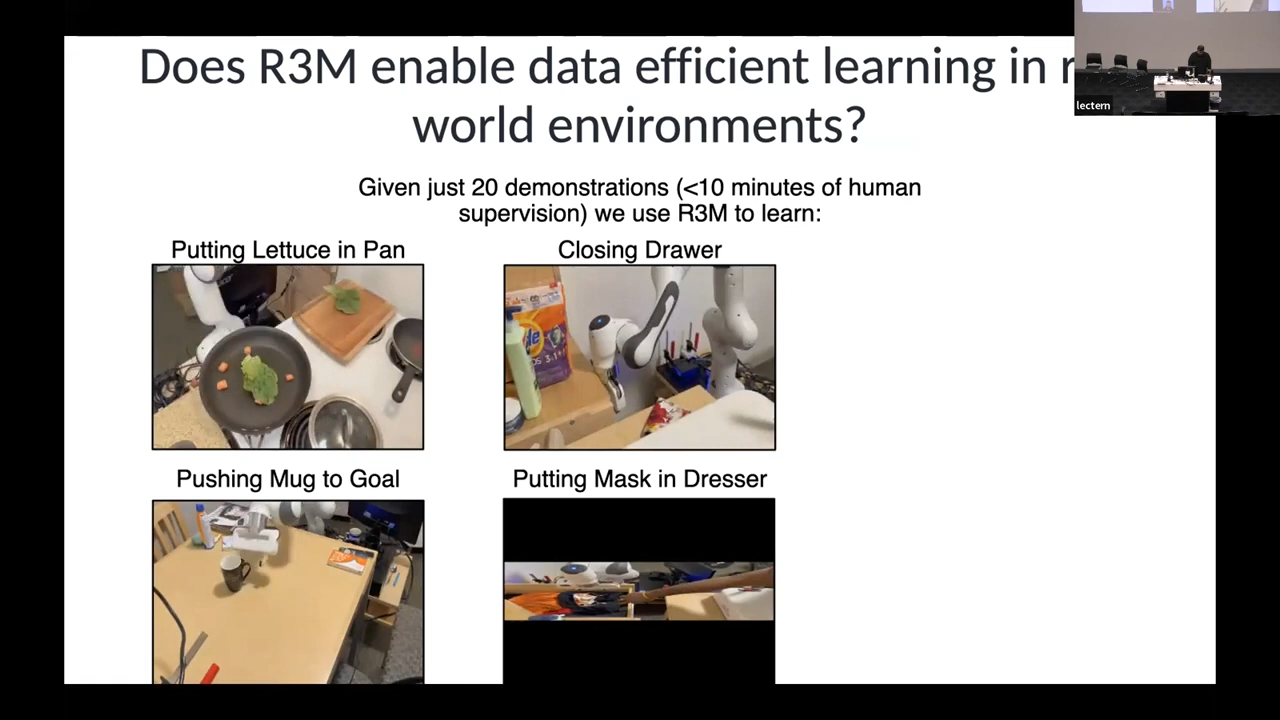 Does R3M enable data efficient learning in
world environments?
lectern
Given just 20 demonstrations (<10 minutes of human
supervision) we use R3M to learn:
Putting Lettuce in Pan
Closing Drawer
Pushing Mug to Goal
Putting Mask in Dresser